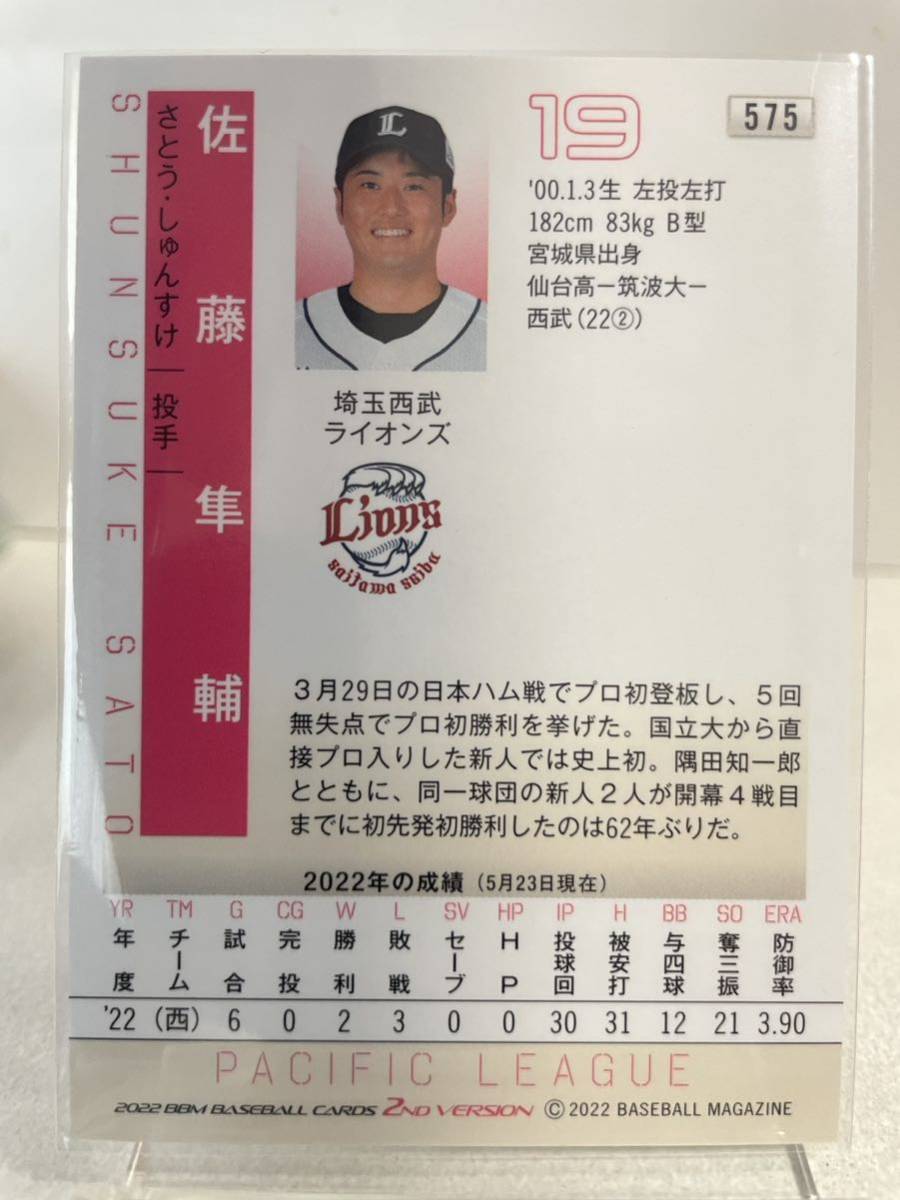 SHUNSUKE SATO
さとう・しゅんすけ 投手
佐藤隼輔
L
19
575
'00.1.3生 左投左打
182cm 83kg B型
宮城県出身
仙台高ー筑波大ー
西武(22②)
埼玉西武
ライオンズ
Lions
saitama seibu
3月29日の日本ハム戦でプロ初登板し、5回
無失点でプロ初勝利を挙げた。国立大から直
接プロ入りした新人では史上初。隅田知一郎
とともに、同一球団の新人2人が開幕4戦目
までに初先発初勝利したのは62年ぶりだ。
2022年の成績(5月23日現在)
YR TM G CG W L SV HP IP H BB SO ERA
年度 チーム 試合 完投 勝利 敗戦 セーブ HP 投球回 被安打 与四球 奪三振 防御率
'22 (西) 6 0 2 3 0 0 30 31 12 21 3.90
PACIFIC LEAGUE
2022 BBM BASEBALL CARDS 2ND VERSION © 2022 BASEBALL MAGAZINE